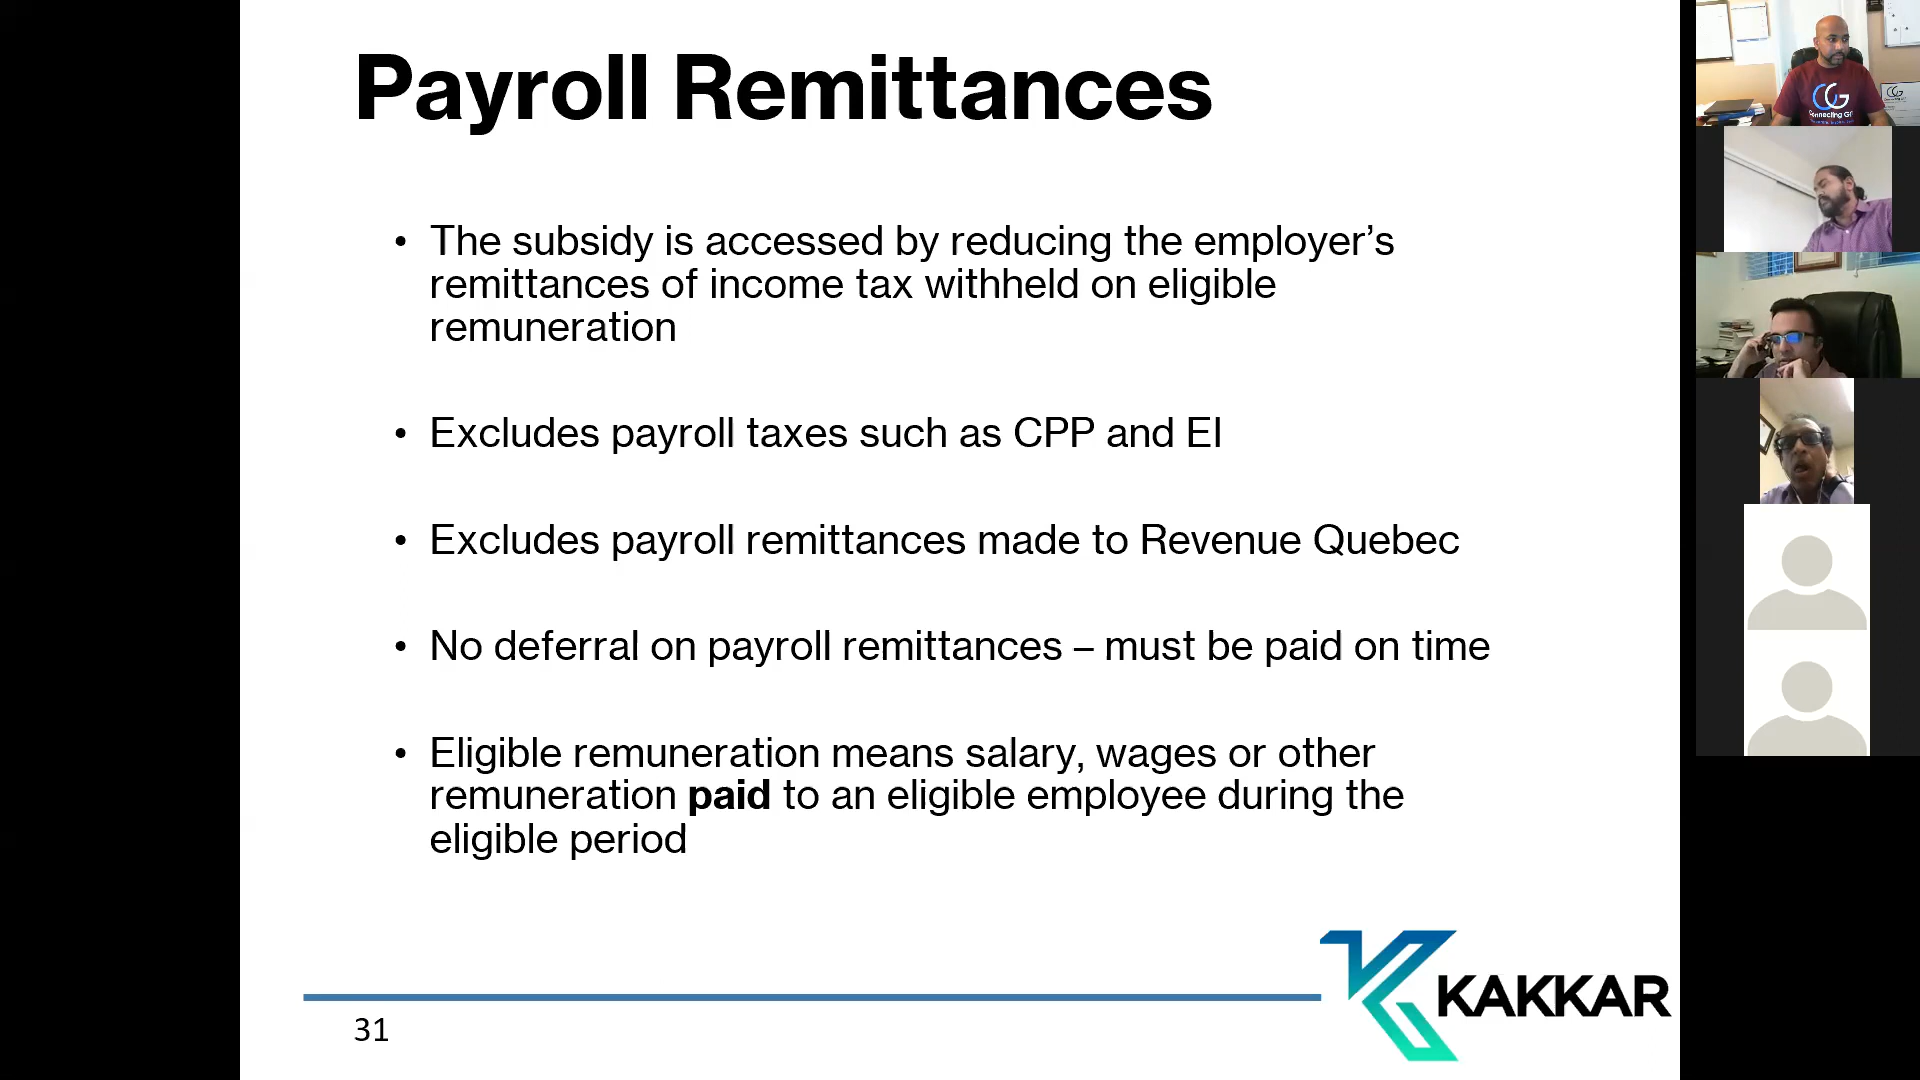 Payroll Remittances
• The subsidy is accessed by reducing the employer’s
remittances of income tax withheld on eligible
remuneration
• Excludes payroll taxes such as CPP and EI
• Excludes payroll remittances made to Revenue Quebec
• No deferral on payroll remittances – must be paid on time
• Eligible remuneration means salary, wages or other
remuneration paid to an eligible employee during the
eligible period
KAKKAR
31
CG